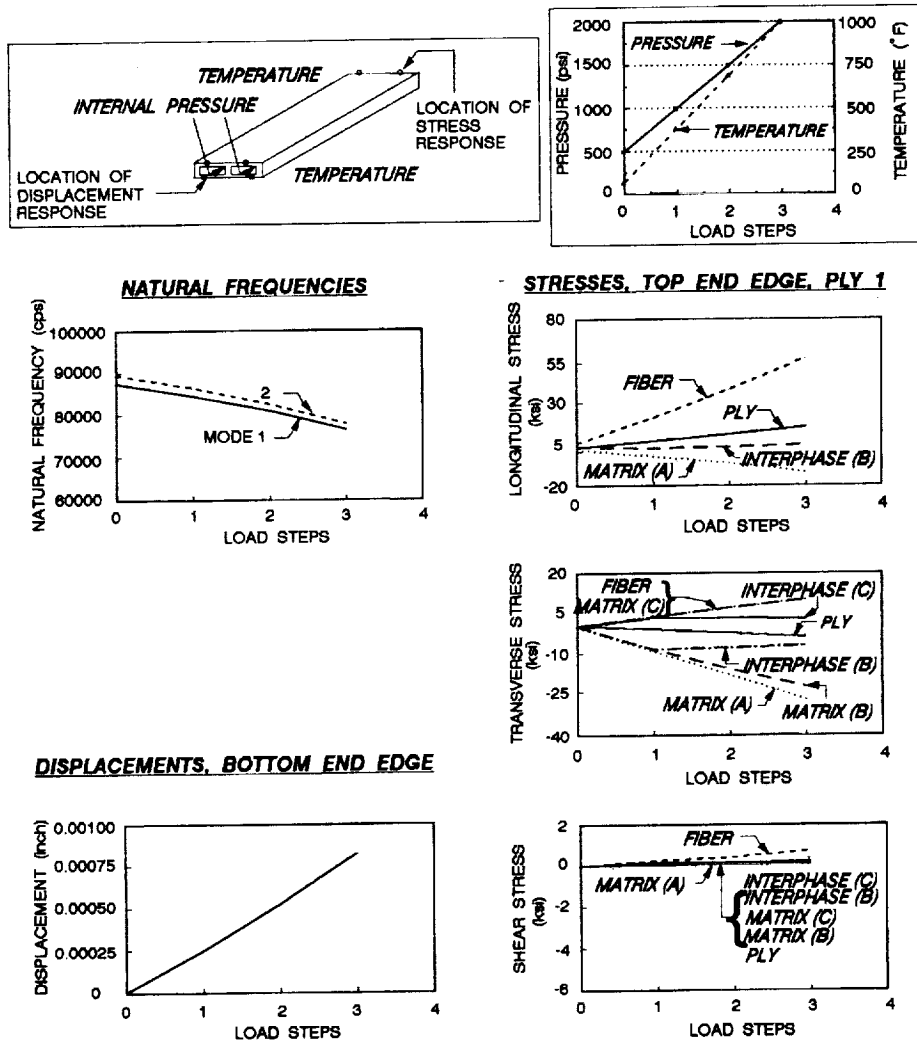 TEMPERATURE
INTERNAL PRESSURE
LOCATION OF
STRESS
RESPONSE
LOCATION OF
DISPLACEMENT
RESPONSE
TEMPERATURE
PRESSURE (psi)
2000
1500
1000
500
0
PRESSURE
TEMPERATURE
1000
750
500
250
0
TEMPERATURE (°F)
0 1 2 3 4
LOAD STEPS
NATURAL FREQUENCIES
NATURAL FREQUENCY (cps)
100000
90000
80000
70000
60000
2
MODE 1
0 1 2 3 4
LOAD STEPS
STRESSES, TOP END EDGE, PLY 1
LONGITUDINAL STRESS
(ksi)
80
55
30
5
-20
FIBER
PLY
INTERPHASE (B)
MATRIX (A)
0 1 2 3 4
LOAD STEPS
TRANSVERSE STRESS
(ksi)
20
5
-10
-25
-40
FIBER
MATRIX (C)
INTERPHASE (C)
PLY
INTERPHASE (B)
MATRIX (A)
MATRIX (B)
0 1 2 3 4
LOAD STEPS
DISPLACEMENTS, BOTTOM END EDGE
DISPLACEMENT (inch)
0.00100
0.00075
0.00050
0.00025
0
0 1 2 3 4
LOAD STEPS
SHEAR STRESS
(ksi)
2
0
-2
-4
-6
FIBER
MATRIX (A)
INTERPHASE (C)
INTERPHASE (B)
MATRIX (C)
MATRIX (B)
PLY
0 1 2 3 4
LOAD STEPS